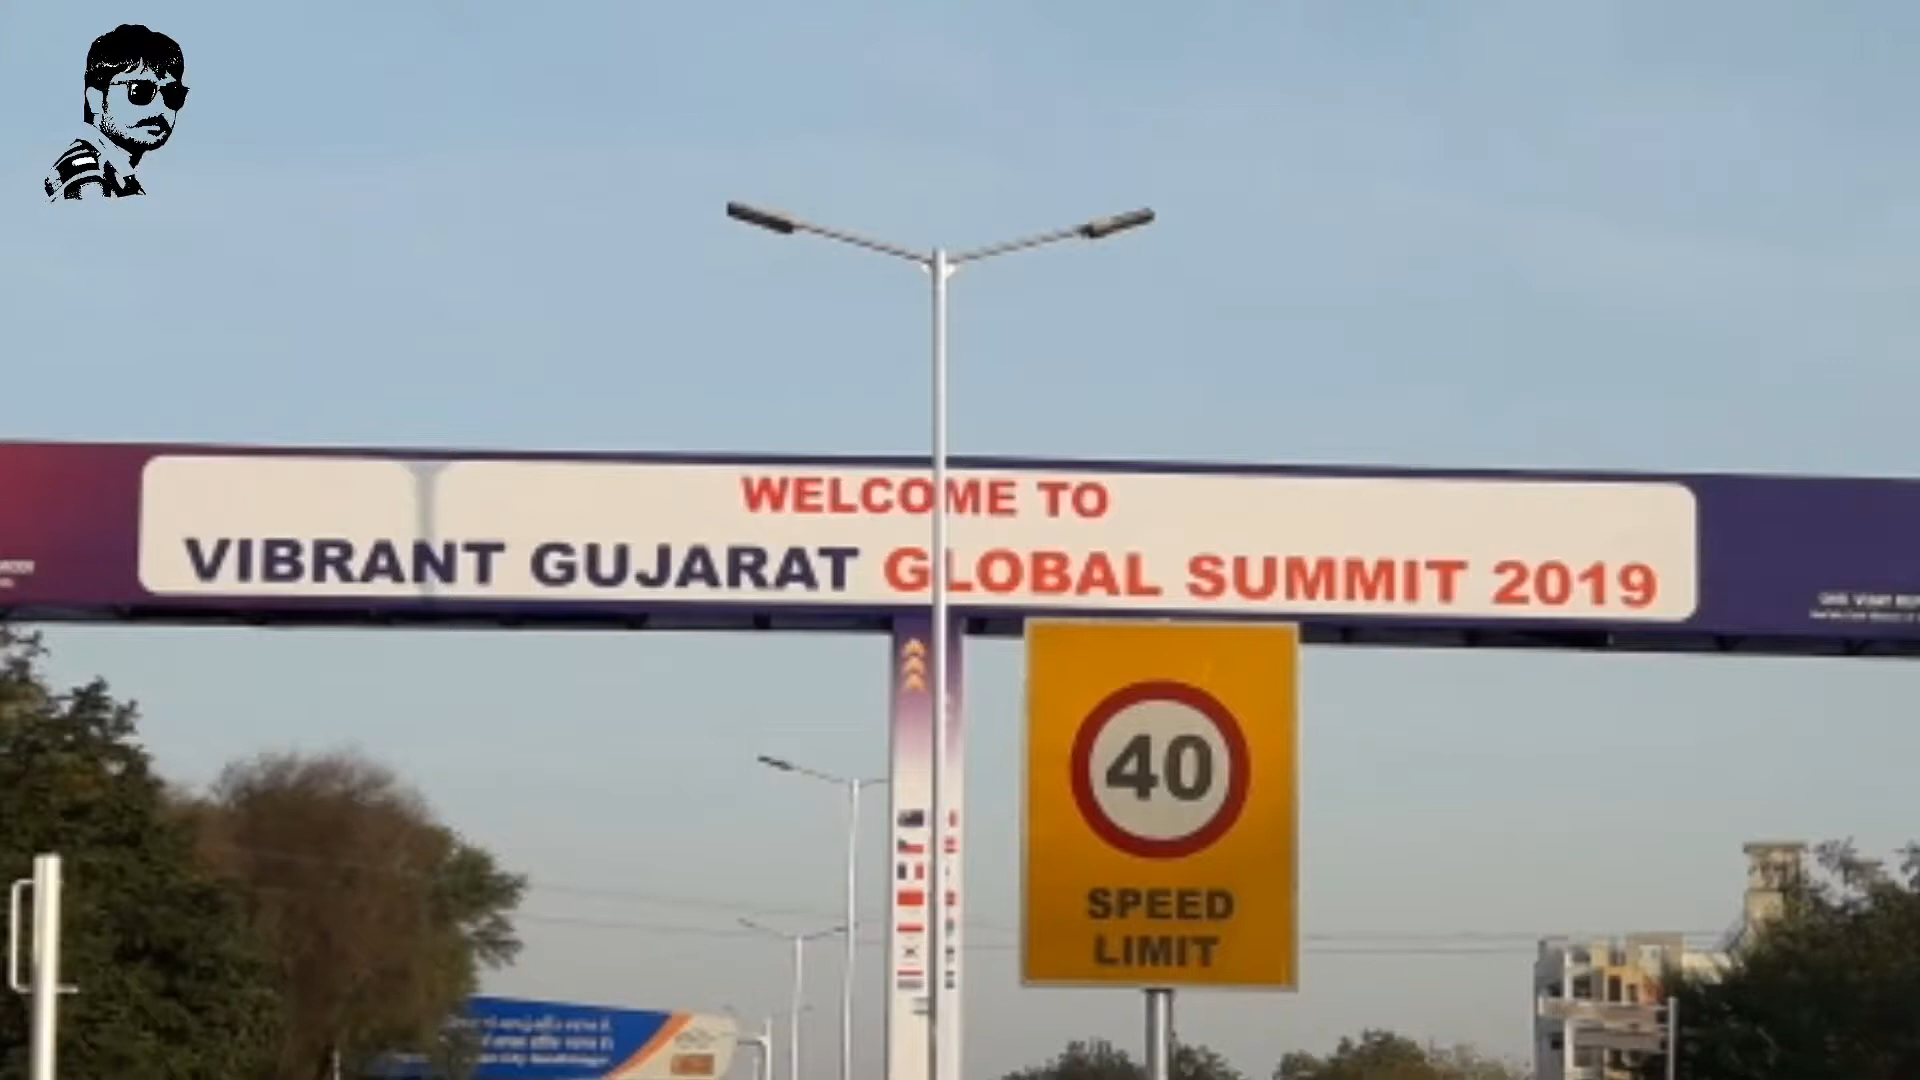 WELCOME TO
VIBRANT GUJARAT GLOBAL SUMMIT 2019
40
SPEED
LIMIT